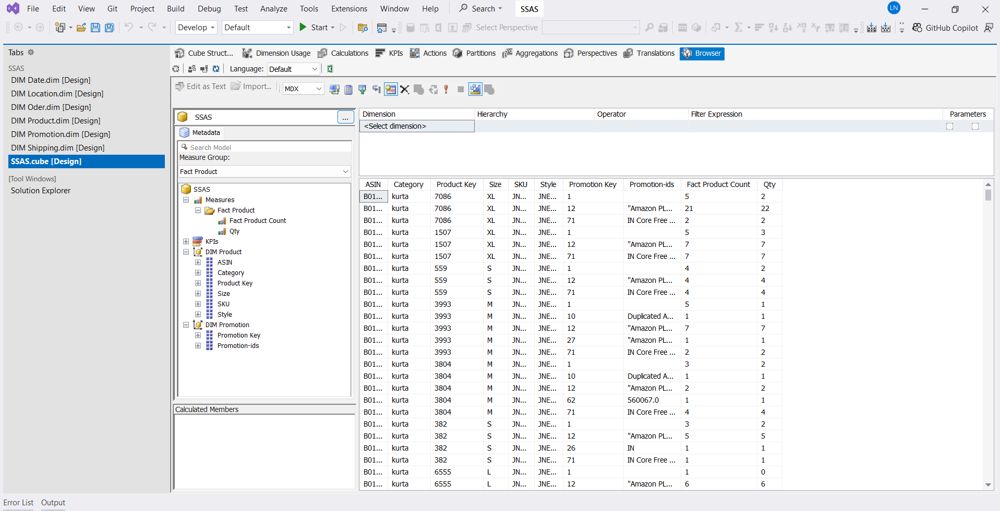 File Edit View Git Project Build Debug Test Analyze Tools Extensions Window Help Search SSAS LN
Develop Default Start Select Perspective GitHub Copilot
Tabs
SSAS
DIM Date.dim [Design]
DIM Location.dim [Design]
DIM Oder.dim [Design]
DIM Product.dim [Design]
DIM Promotion.dim [Design]
DIM Shipping.dim [Design]
SSAS.cube [Design]
[Tool Windows]
Solution Explorer
Cube Struct... Dimension Usage Calculations KPIs Actions Partitions Aggregations Perspectives Translations Browser
Language: Default
Edit as Text Import... MDX
SSAS ...
Metadata
Search Model
Measure Group:
Fact Product
SSAS
Measures
Fact Product
Fact Product Count
Qty
KPIs
DIM Product
ASIN
Category
Product Key
Size
SKU
Style
DIM Promotion
Promotion Key
Promotion-ids
Calculated Members
Dimension Hierarchy Operator Filter Expression Parameters
<Select dimension>
ASIN Category Product Key Size SKU Style Promotion Key Promotion-ids Fact Product Count Qty
B01... kurta 7086 XL JN... JNE... 1 5 2
B01... kurta 7086 XL JN... JNE... 12 "Amazon PL... 21 22
B01... kurta 7086 XL JN... JNE... 71 IN Core Free ... 2 2
B01... kurta 1507 XL JN... JNE... 1 5 3
B01... kurta 1507 XL JN... JNE... 12 "Amazon PL... 7 7
B01... kurta 1507 XL JN... JNE... 71 IN Core Free ... 7 7
B01... kurta 559 S JN... JNE... 1 4 2
B01... kurta 559 S JN... JNE... 12 "Amazon PL... 4 4
B01... kurta 559 S JN... JNE... 71 IN Core Free ... 4 4
B01... kurta 3993 M JN... JNE... 1 5 1
B01... kurta 3993 M JN... JNE... 10 Duplicated A... 1 1
B01... kurta 3993 M JN... JNE... 12 "Amazon PL... 7 7
B01... kurta 3993 M JN... JNE... 27 "Amazon PL... 1 1
B01... kurta 3993 M JN... JNE... 71 IN Core Free ... 2 2
B01... kurta 3804 M JN... JNE... 1 3 2
B01... kurta 3804 M JN... JNE... 10 Duplicated A... 1 1
B01... kurta 3804 M JN... JNE... 12 "Amazon PL... 2 2
B01... kurta 3804 M JN... JNE... 62 560067.0 1 1
B01... kurta 3804 M JN... JNE... 71 IN Core Free ... 4 4
B01... kurta 382 S JN... JNE... 1 3 2
B01... kurta 382 S JN... JNE... 12 "Amazon PL... 5 5
B01... kurta 382 S JN... JNE... 26 IN 1 1
B01... kurta 382 S JN... JNE... 71 IN Core Free ... 1 1
B01... kurta 6555 L JN... JNE... 1 1 0
B01... kurta 6555 L JN... JNE... 12 "Amazon PL... 6 6
Error List Output